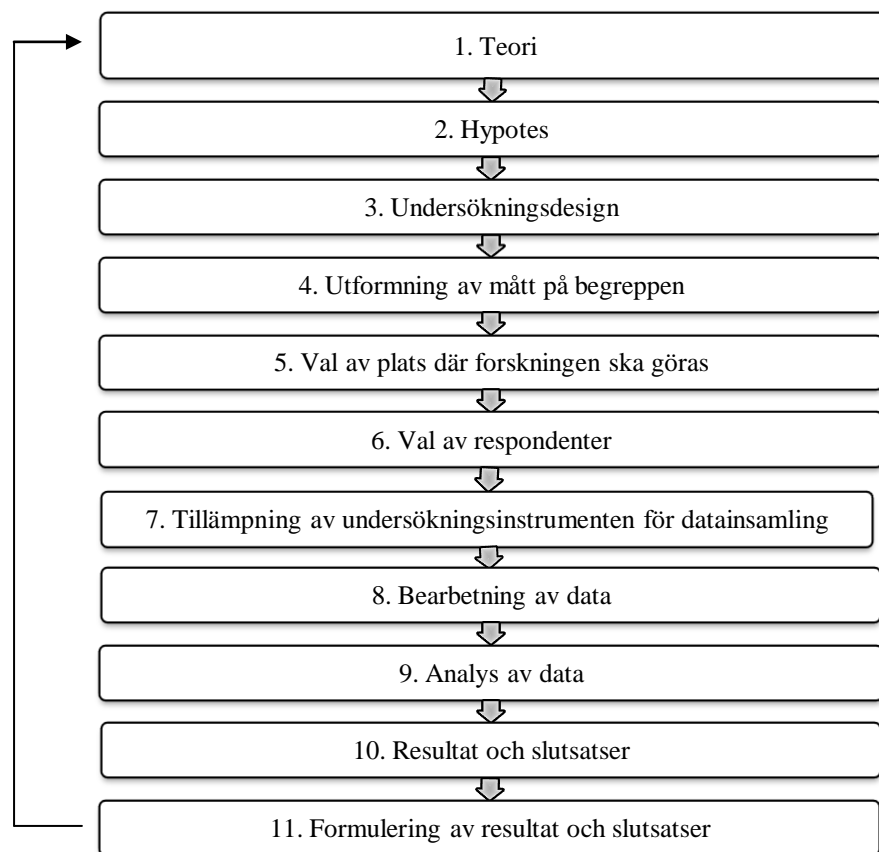 1. Teori
2. Hypotes
3. Undersökningsdesign
4. Utformning av mått på begreppen
5. Val av plats där forskningen ska göras
6. Val av respondenter
7. Tillämpning av undersökningsinstrumenten för datainsamling
8. Bearbetning av data
9. Analys av data
10. Resultat och slutsatser
11. Formulering av resultat och slutsatser